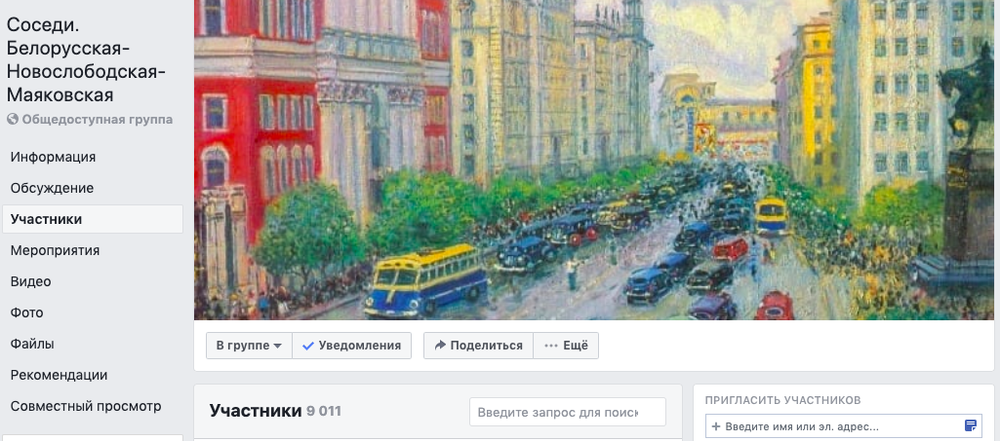 Соседи.
Белорусская-
Новослободская-
Маяковская
Общедоступная группа
Информация
Обсуждение
Участники
Мероприятия
Видео
Фото
Файлы
Рекомендации
Совместный просмотр
В группе
Уведомления
Поделиться
Ещё
Участники 9 011
Введите запрос для поиск
ПРИГЛАСИТЬ УЧАСТНИКОВ
+ Введите имя или эл. адрес...